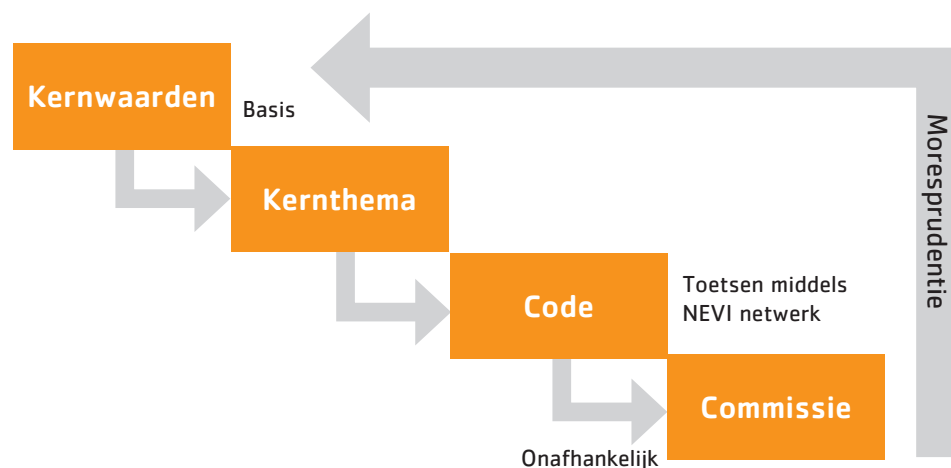 Kernwaarden
Basis
Kernthema
Code
Toetsen middels
NEVI netwerk
Commissie
Onafhankelijk
Moresprudentie